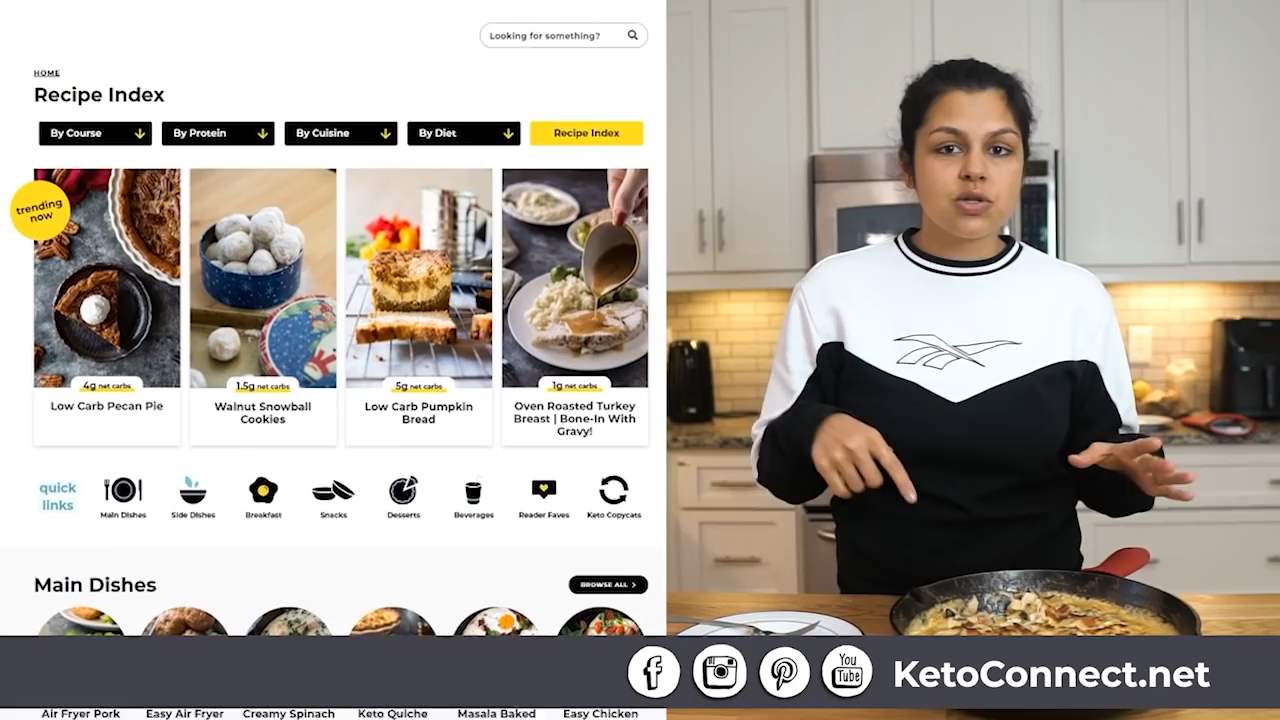 Looking for something?
HOME
Recipe Index
By Course
By Protein
By Cuisine
By Diet
Recipe Index
trending
now
4g net carbs
1.5g net carbs
5g net carbs
1g net carbs
Low Carb Pecan Pie
Walnut Snowball
Cookies
Low Carb Pumpkin
Bread
Oven Roasted Turkey
Breast | Bone-In With
Gravy!
quick
links
Main Dishes
Side Dishes
Breakfast
Snacks
Desserts
Beverages
Reader Faves
Keto Copycats
Main Dishes
BROWSE ALL
You
Tube
KetoConnect.net
Air Fryer Pork
Easy Air Fryer
Creamy Spinach
Keto Quiche
Masala Baked
Easy Chicken